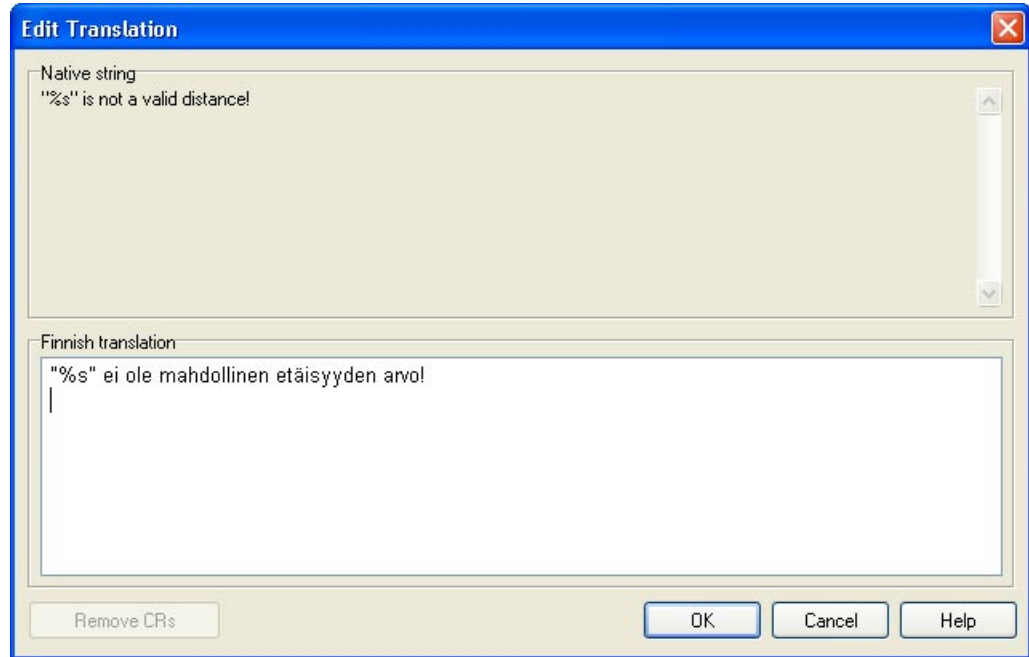 Edit Translation
Native string
"%s" is not a valid distance!
Finnish translation
"%s" ei ole mahdollinen etäisyyden arvo!
Remove CRs
OK
Cancel
Help